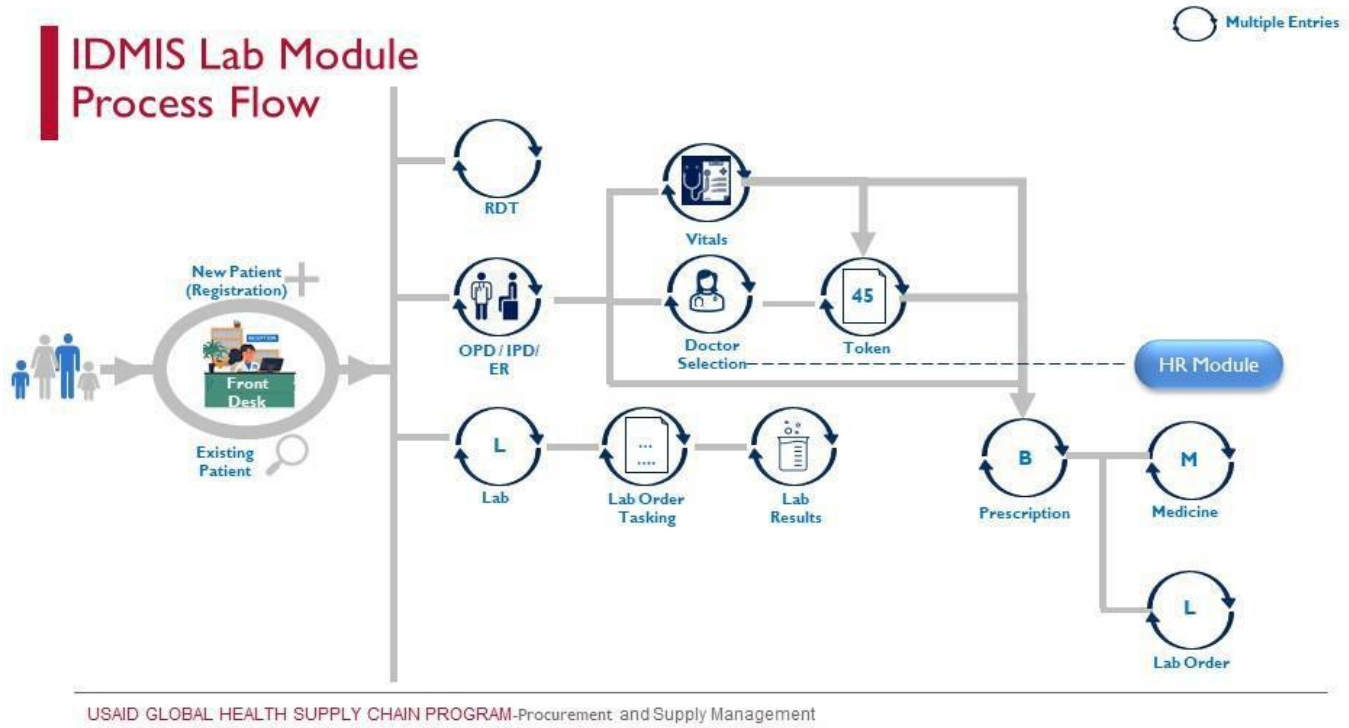 Multiple Entries
IDMIS Lab Module
Process Flow
RDT
New Patient
(Registration)
RECEPTION
Front
Desk
Existing
Patient
OPD / IPD/
ER
Vitals
Doctor
Selection
45
Token
HR Module
L
Lab
...
....
Lab Order
Tasking
Lab
Results
B
Prescription
M
Medicine
L
Lab Order
USAID GLOBAL HEALTH SUPPLY CHAIN PROGRAM-Procurement and Supply Management